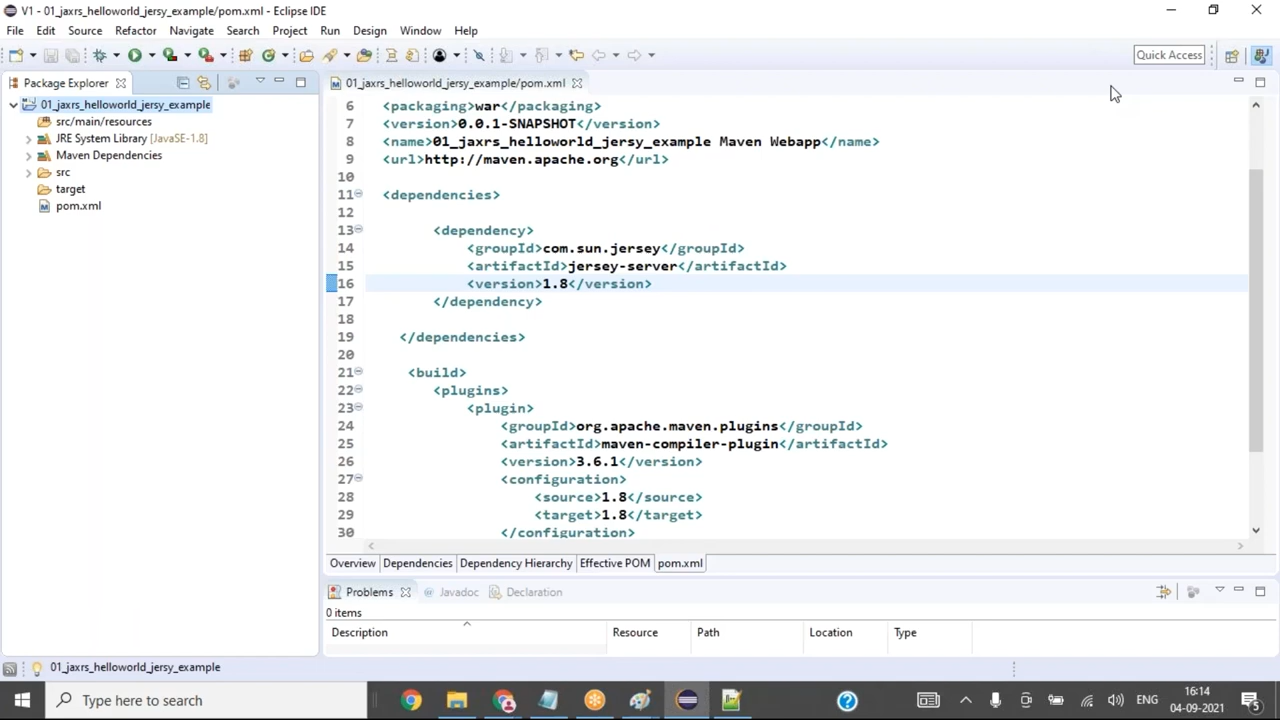 V1 - 01_jaxrs_helloworld_jersy_example/pom.xml - Eclipse IDE
File Edit Source Refactor Navigate Search Project Run Design Window Help
Quick Access
Package Explorer
01_jaxrs_helloworld_jersy_example
src/main/resources
JRE System Library [JavaSE-1.8]
Maven Dependencies
src
target
pom.xml
01_jaxrs_helloworld_jersy_example/pom.xml
6 <packaging>war</packaging>
7 <version>0.0.1-SNAPSHOT</version>
8 <name>01_jaxrs_helloworld_jersy_example Maven Webapp</name>
9 <url>http://maven.apache.org</url>
10
11 <dependencies>
12
13 <dependency>
14 <groupId>com.sun.jersey</groupId>
15 <artifactId>jersey-server</artifactId>
16 <version>1.8</version>
17 </dependency>
18
19 </dependencies>
20
21 <build>
22 <plugins>
23 <plugin>
24 <groupId>org.apache.maven.plugins</groupId>
25 <artifactId>maven-compiler-plugin</artifactId>
26 <version>3.6.1</version>
27 <configuration>
28 <source>1.8</source>
29 <target>1.8</target>
30 </configuration>
Overview Dependencies Dependency Hierarchy Effective POM pom.xml
Problems @ Javadoc Declaration
0 items
Description Resource Path Location Type
01_jaxrs_helloworld_jersy_example
Type here to search
ENG
16:14
04-09-2021
5